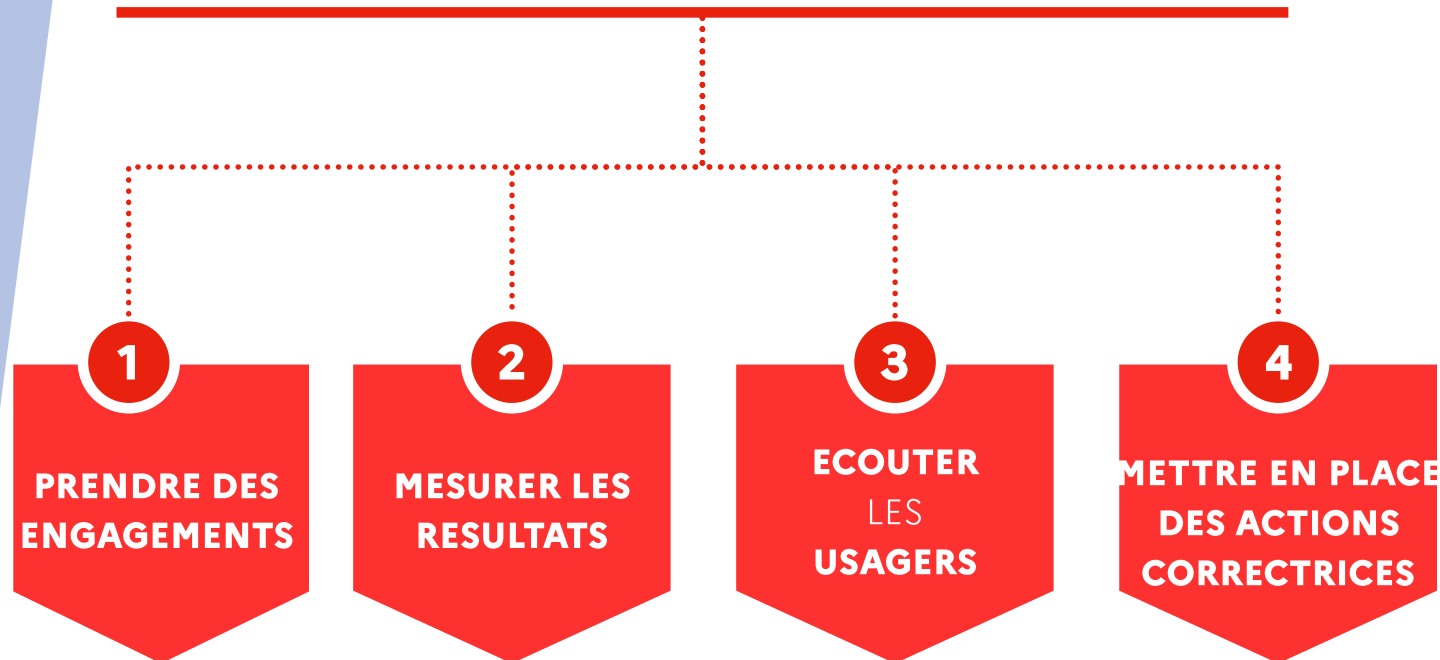 1
PRENDRE DES
ENGAGEMENTS
2
MESURER LES
RESULTATS
3
ECOUTER
LES
USAGERS
4
METTRE EN PLACE
DES ACTIONS
CORRECTRICES